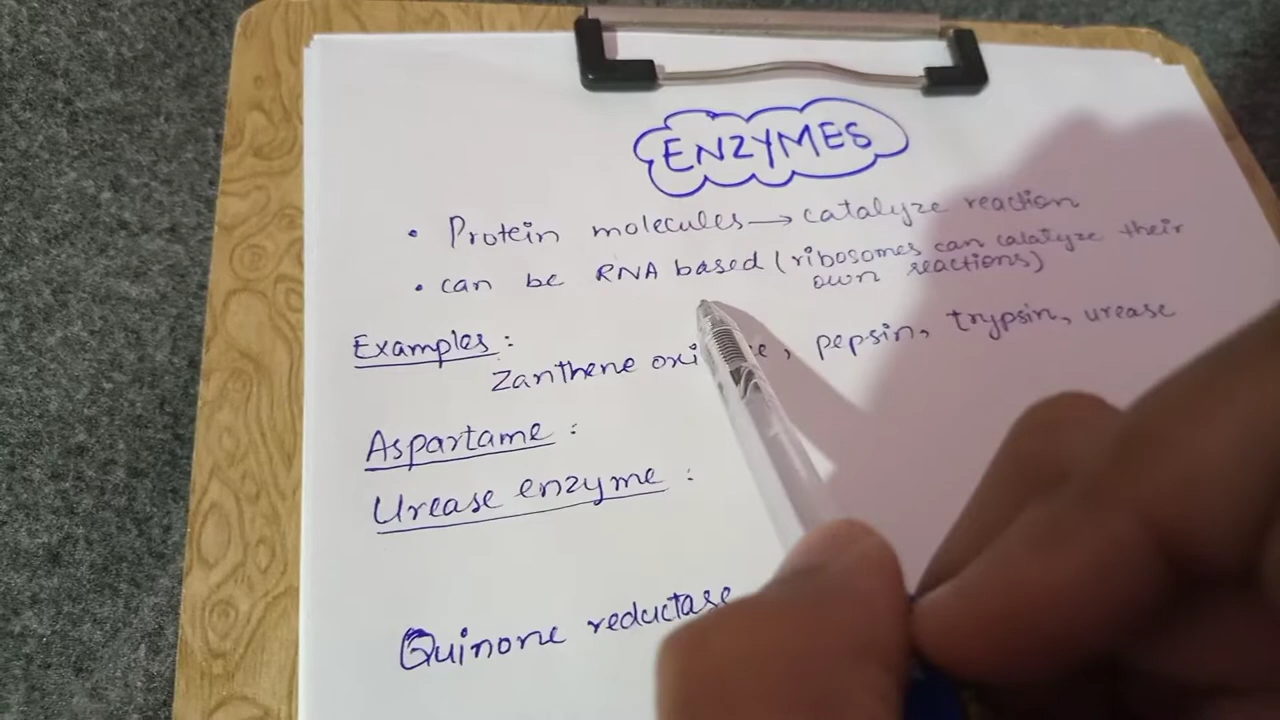 ENZYMES
• Protein molecules → catalyze reaction
• can be RNA based (ribosomes can catalyze their
own reactions)
Examples:
Zanthene , pepsin, trypsin, urease
Aspartame :
Urease enzyme :
Quinone reductase